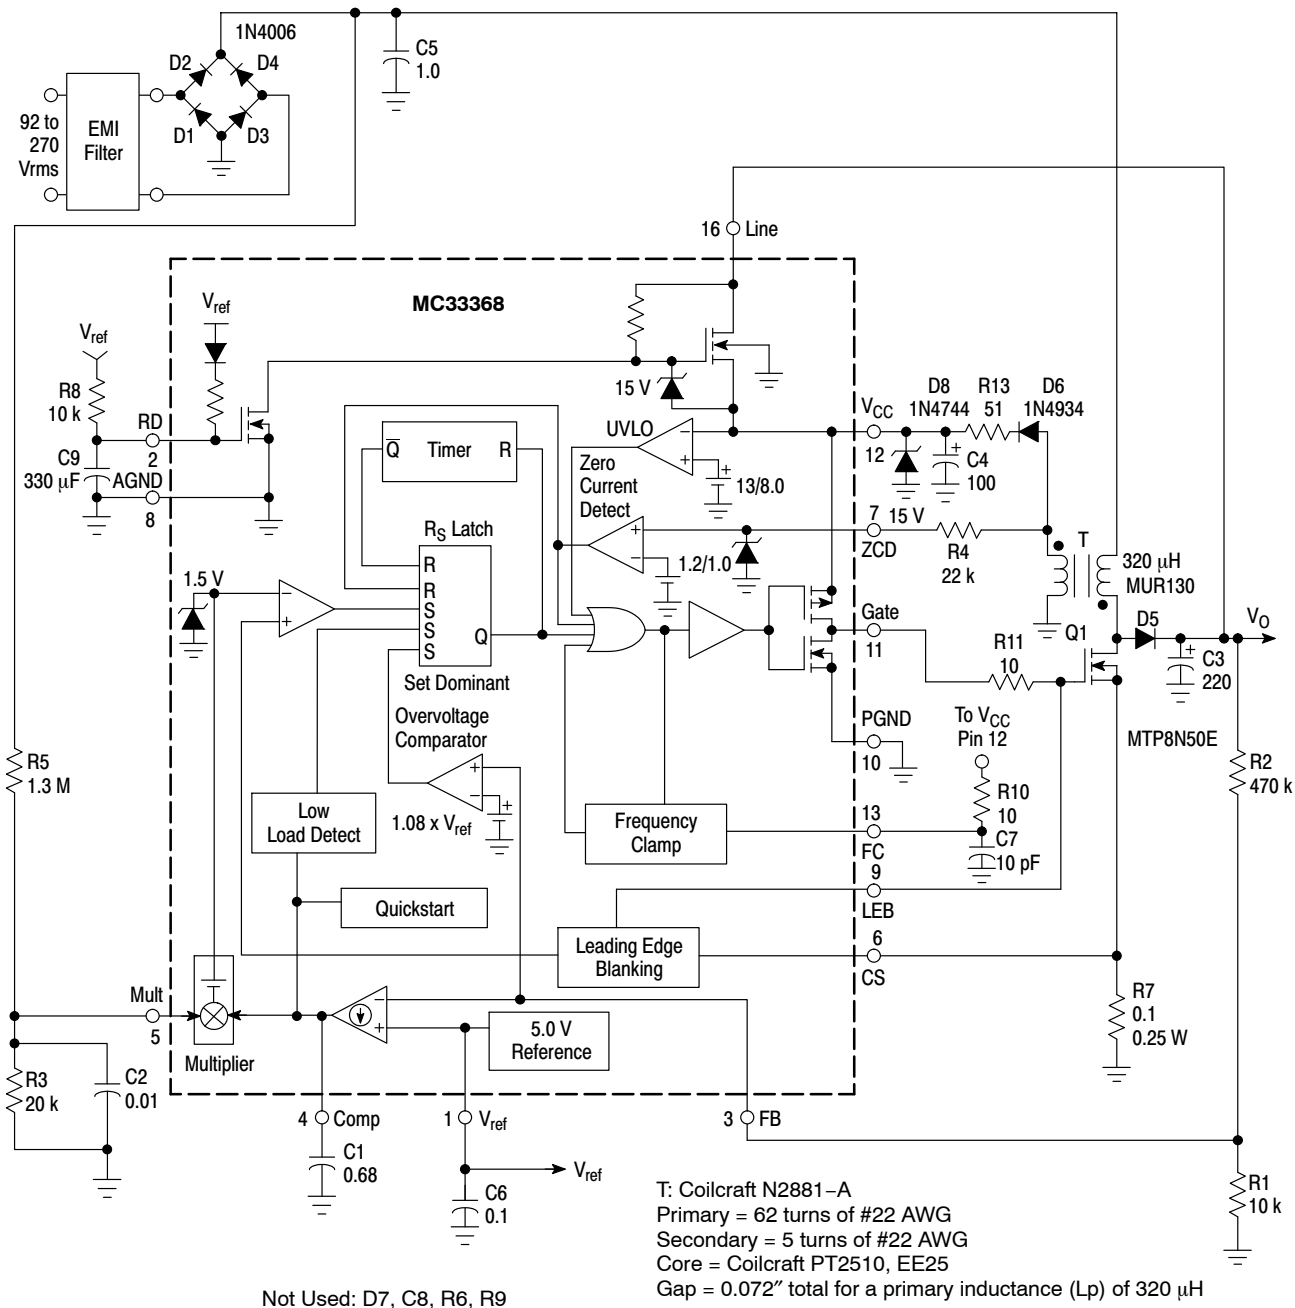 1N4006
D2
D4
D1
D3
C5
1.0
92 to
270
Vrms
EMI
Filter
16
Line
MC33368
Vref
Vref
R8
10 k
RD
2
C9
330 μF
AGND
8
15 V
UVLO
13/8.0
VCC
12
D8
1N4744
R13
51
D6
1N4934
C4
100
Q̅
Timer
R
Zero
Current
Detect
1.2/1.0
7
15 V
ZCD
R4
22 k
T
320 μH
MUR130
RS Latch
R
R
S
S
S
Q
Set Dominant
1.5 V
−
+
Gate
11
R11
10
Q1
D5
VO
C3
220
MTP8N50E
Overvoltage
Comparator
1.08 x Vref
PGND
10
To VCC
Pin 12
R10
10
C7
10 pF
R2
470 k
R5
1.3 M
Low
Load Detect
Frequency
Clamp
13
FC
9
LEB
Quickstart
Leading Edge
Blanking
6
CS
R7
0.1
0.25 W
Mult
5
Multiplier
5.0 V
Reference
R3
20 k
C2
0.01
4
Comp
1
Vref
3
FB
C1
0.68
Vref
C6
0.1
R1
10 k
T: Coilcraft N2881−A
Primary = 62 turns of #22 AWG
Secondary = 5 turns of #22 AWG
Core = Coilcraft PT2510, EE25
Gap = 0.072″ total for a primary inductance (Lp) of 320 μH
Not Used: D7, C8, R6, R9